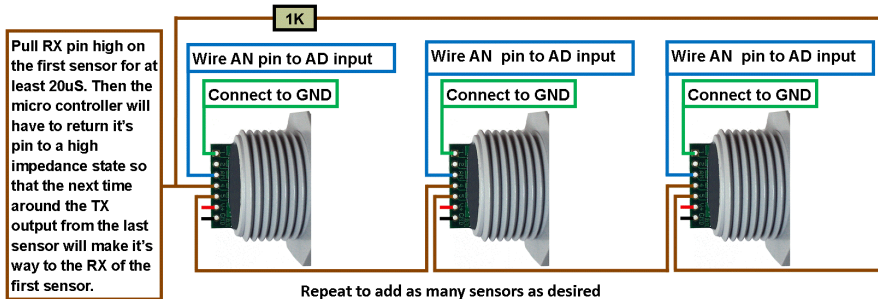 1K
Pull RX pin high on
the first sensor for at
least 20uS. Then the
micro controller will
have to return it's
pin to a high
impedance state so
that the next time
around the TX
output from the last
sensor will make it's
way to the RX of the
first sensor.
Wire AN pin to AD input
Connect to GND
Wire AN pin to AD input
Connect to GND
Wire AN pin to AD input
Connect to GND
Repeat to add as many sensors as desired